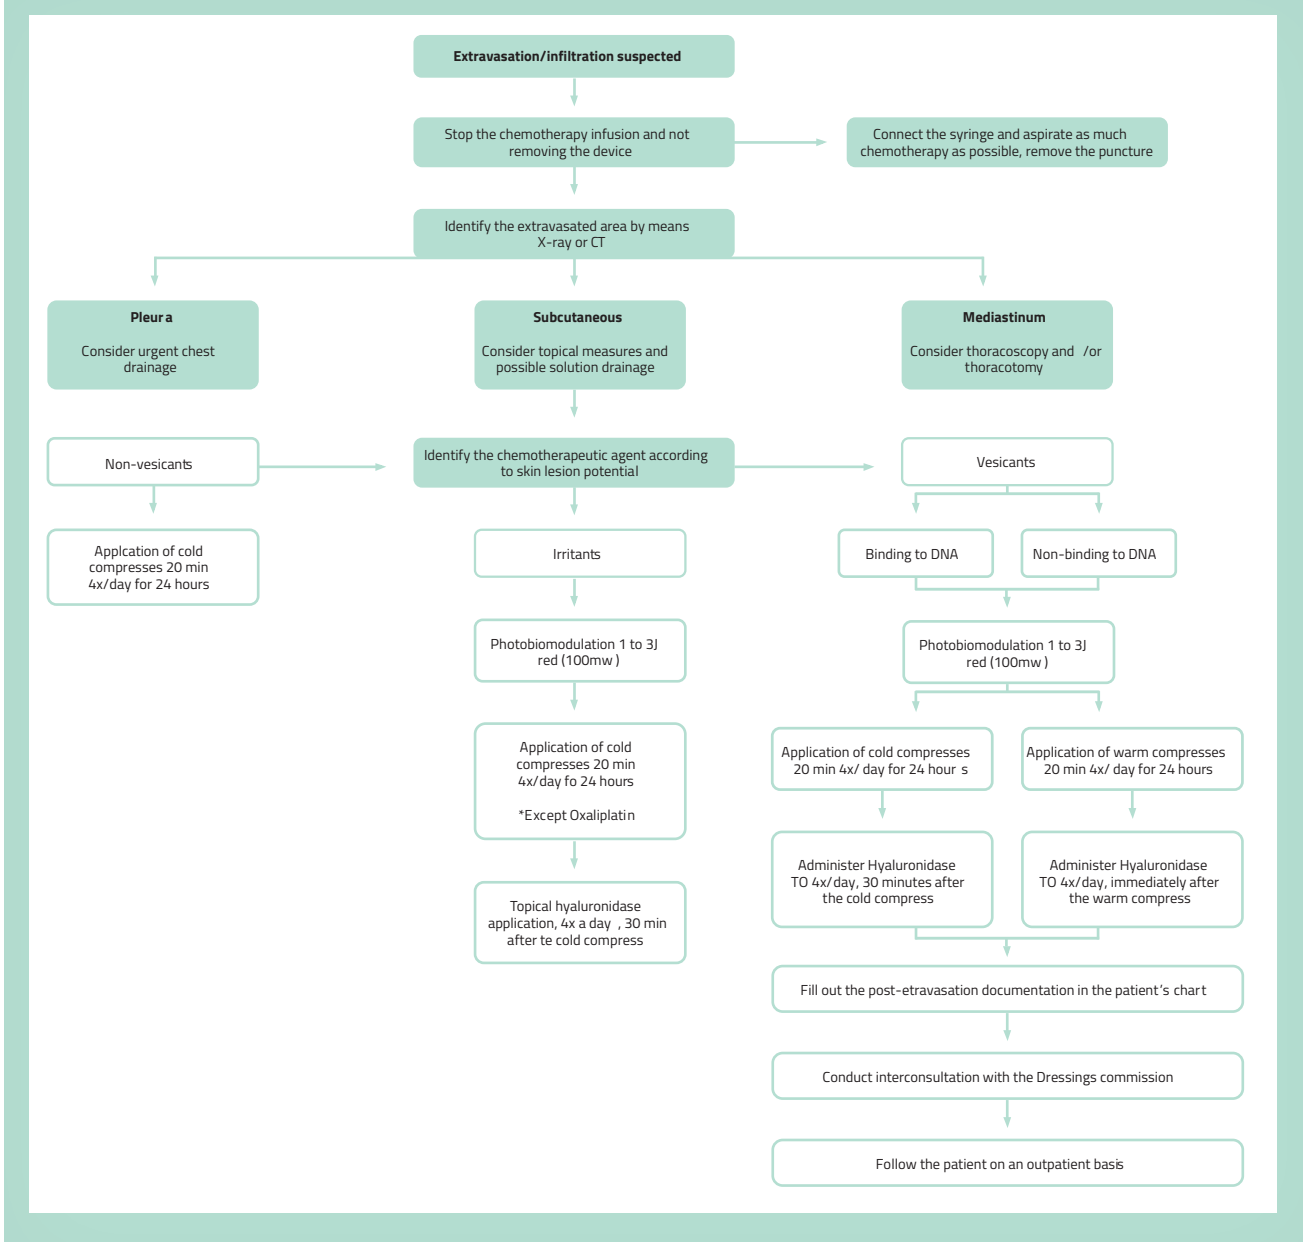 Extravasation/infiltration suspected
Stop the chemotherapy infusion and not
removing the device
Connect the syringe and aspirate as much
chemotherapy as possible, remove the puncture
Identify the extravasated area by means
X-ray or CT
Pleura
Consider urgent chest
drainage
Subcutaneous
Consider topical measures and
possible solution drainage
Mediastinum
Consider thoracoscopy and /or
thoracotomy
Non-vesicants
Identify the chemotherapeutic agent according
to skin lesion potential
Vesicants
Applcation of cold
compresses 20 min
4x/day for 24 hours
Irritants
Binding to DNA
Non-binding to DNA
Photobiomodulation 1 to 3J
red (100mw )
Photobiomodulation 1 to 3J
red (100mw )
Application of cold
compresses 20 min
4x/day fo 24 hours
*Except Oxaliplatin
Application of cold compresses
20 min 4x/ day for 24 hour s
Application of warm compresses
20 min 4x/ day for 24 hours
Topical hyaluronidase
application, 4x a day , 30 min
after te cold compress
Administer Hyaluronidase
TO 4x/day, 30 minutes after
the cold compress
Administer Hyaluronidase
TO 4x/day, immediately after
the warm compress
Fill out the post-etravasation documentation in the patient's chart
Conduct interconsultation with the Dressings commission
Follow the patient on an outpatient basis